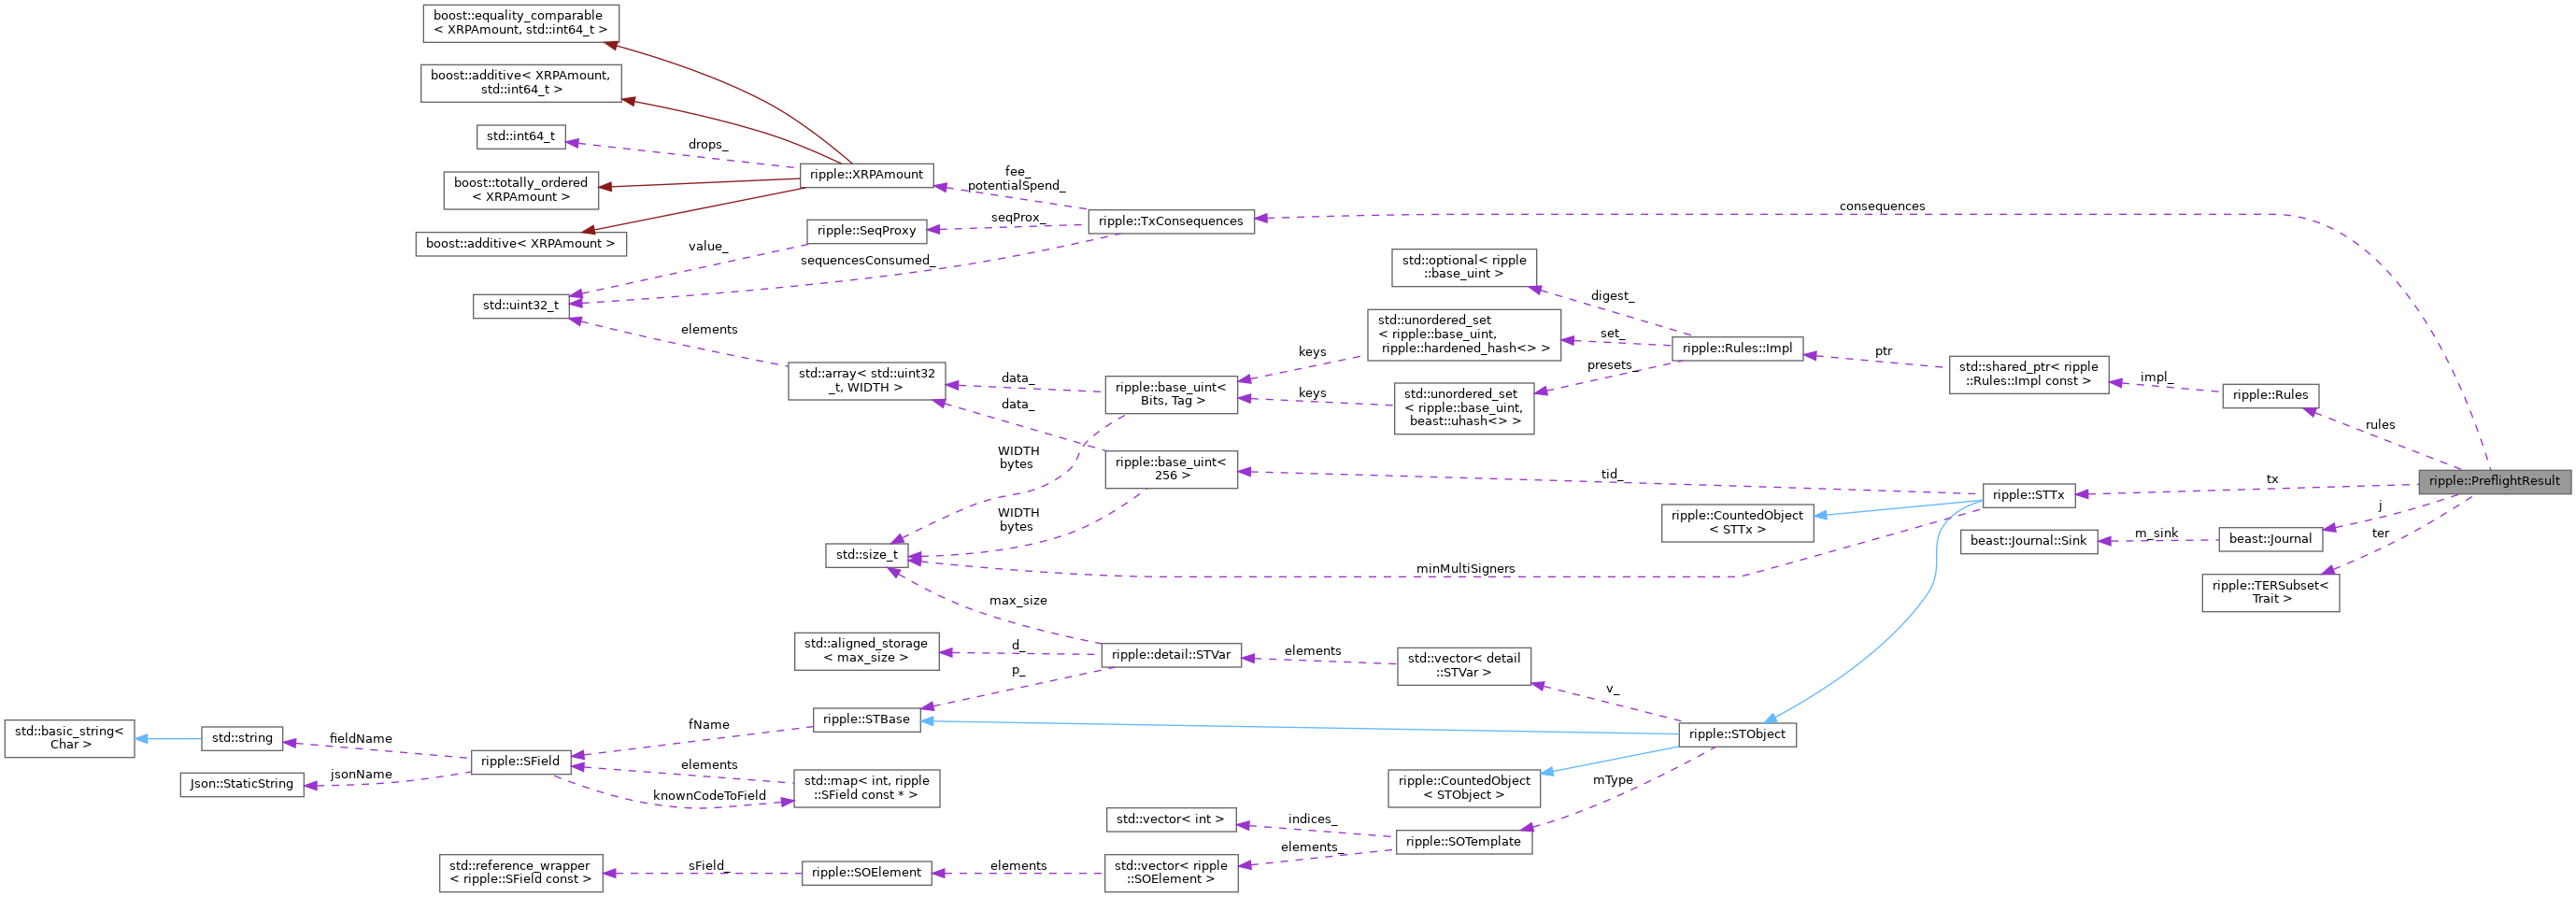 boost::equality_comparable
< XRPAmount, std::int64_t >
boost::additive< XRPAmount,
std::int64_t >
std::int64_t
drops_
boost::totally_ordered
< XRPAmount >
boost::additive< XRPAmount >
ripple::XRPAmount
fee_
potentialSpend_
ripple::SeqProxy
seqProx_
ripple::TxConsequences
consequences
value_
sequencesConsumed_
std::uint32_t
elements
std::array< std::uint32
_t, WIDTH >
data_
data_
ripple::base_uint<
Bits, Tag >
keys
keys
std::optional< ripple
::base_uint >
digest_
std::unordered_set
< ripple::base_uint,
ripple::hardened_hash<> >
set_
presets_
std::unordered_set
< ripple::base_uint,
beast::uhash<> >
ripple::Rules::Impl
ptr
std::shared_ptr< ripple
::Rules::Impl const >
impl_
ripple::Rules
rules
WIDTH
bytes
ripple::base_uint<
256 >
tid_
WIDTH
bytes
ripple::STTx
tx
ripple::PreflightResult
ripple::CountedObject
< STTx >
beast::Journal::Sink
m_sink
beast::Journal
j
ter
ripple::TERSubset<
Trait >
std::size_t
minMultiSigners
max_size
std::aligned_storage
< max_size >
d_
p_
ripple::detail::STVar
elements
std::vector< detail
::STVar >
v_
ripple::STBase
fName
ripple::STObject
std::basic_string<
Char >
std::string
fieldName
Json::StaticString
jsonName
ripple::SField
elements
knownCodeToField
std::map< int, ripple
::SField const * >
ripple::CountedObject
< STObject >
mType
std::vector< int >
indices_
elements_
ripple::SOTemplate
std::reference_wrapper
< ripple::SField const >
sField_
ripple::SOElement
elements
std::vector< ripple
::SOElement >